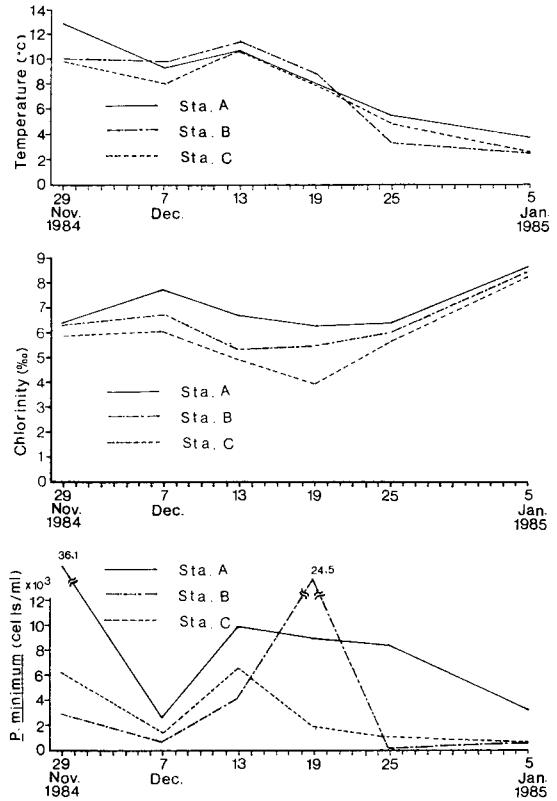 14
12
10
8
6
4
2
0
Temperature (°C)
Sta. A
Sta. B
Sta. C
29 7 13 19 25 5
Nov. Dec. Jan.
1984 1985
9
8
7
6
5
4
3
2
1
0
Chlorinity (‰)
Sta. A
Sta. B
Sta. C
29 7 13 19 25 5
Nov. Dec. Jan.
1984 1985
36.1
24.5
×10³
12
10
8
6
4
2
0
P. minimum (cells/ml)
Sta. A
Sta. B
Sta. C
29 7 13 19 25 5
Nov. Dec. Jan.
1984 1985